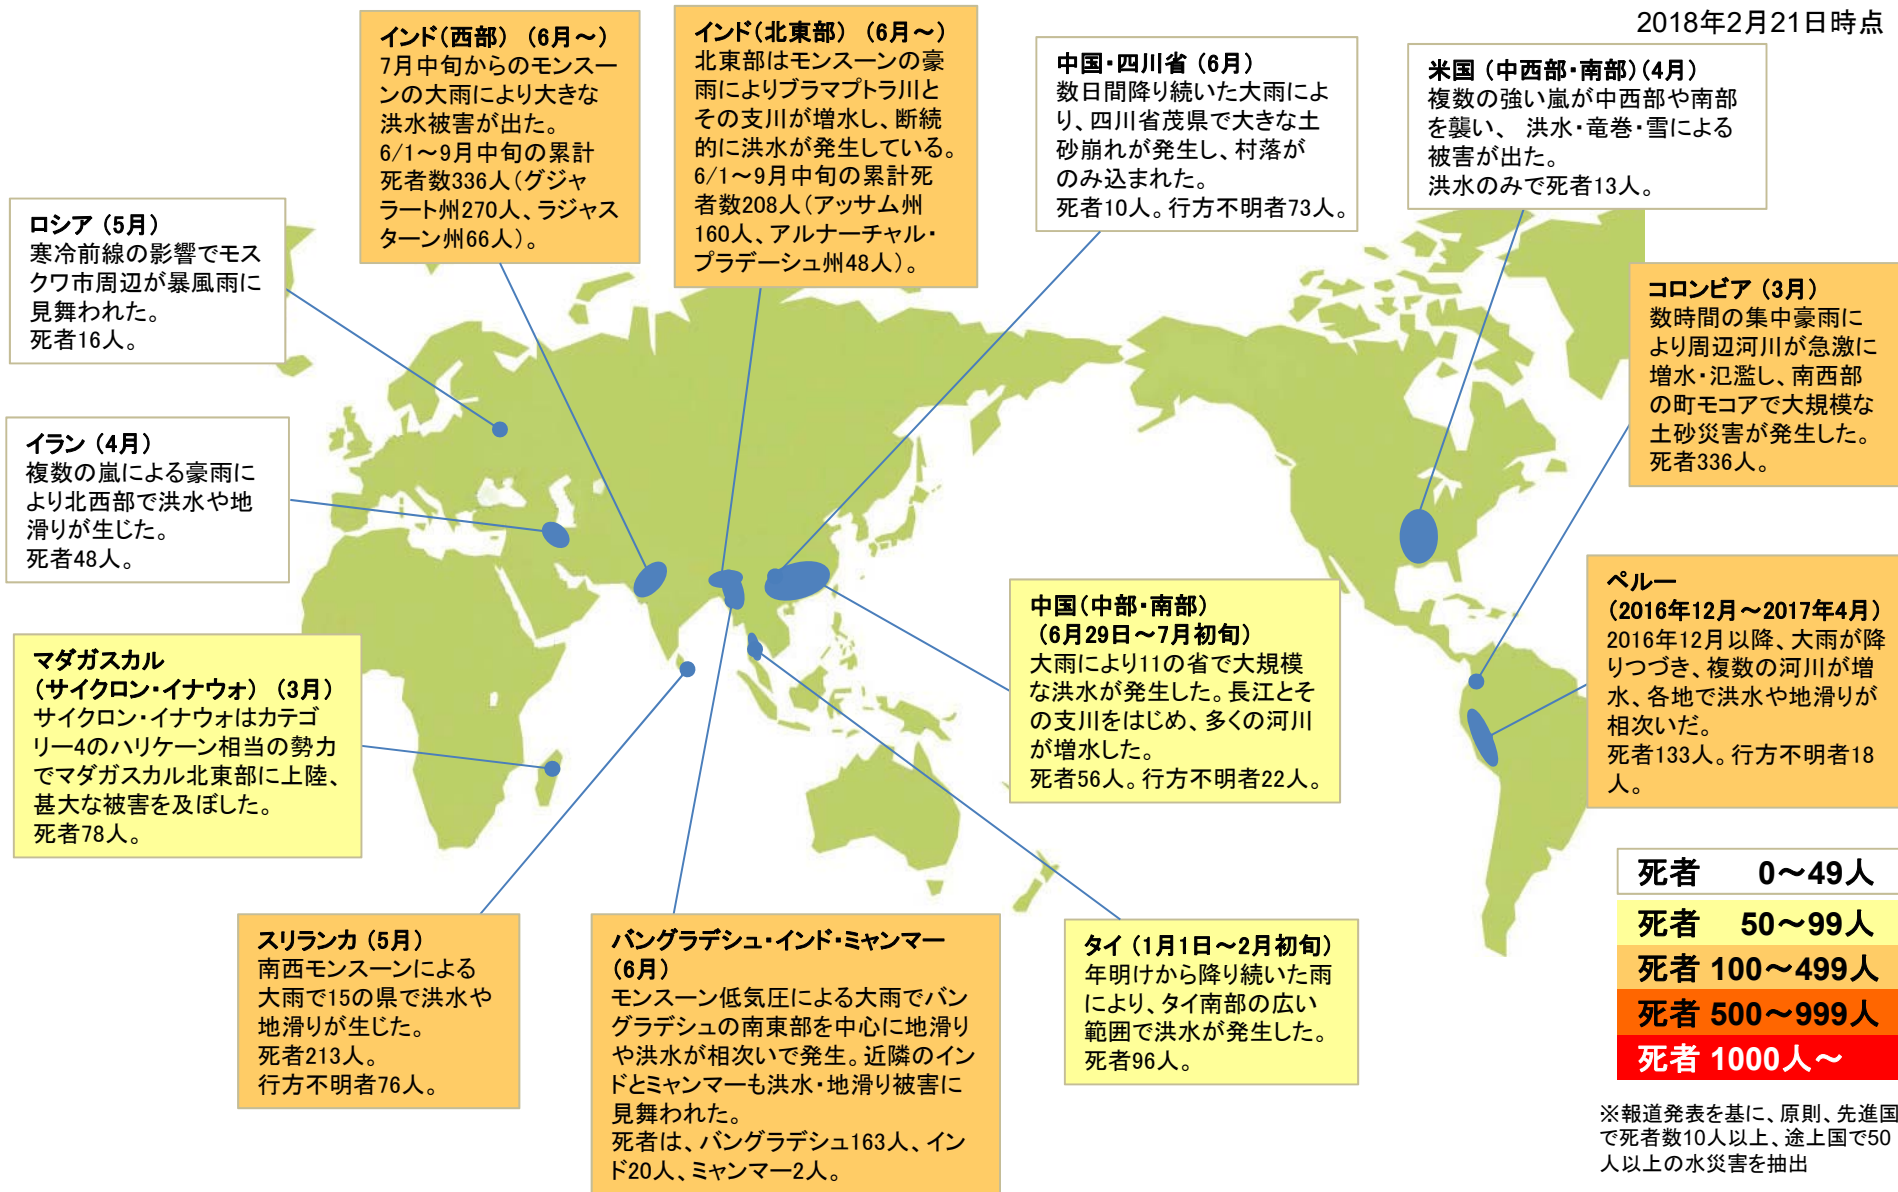 2018年2月21日時点
インド（西部）（6月～）
7月中旬からのモンスー
ンの大雨により大きな
洪水被害が出た。
6/1～9月中旬の累計
死者数336人（グジャ
ラート州270人、ラジャス
ターン州66人）。
インド（北東部）（6月～）
北東部はモンスーンの豪
雨によりブラマプトラ川と
その支川が増水し、断続
的に洪水が発生している。
6/1～9月中旬の累計死
者数208人（アッサム州
160人、アルナーチャル・
プラデーシュ州48人）。
中国・四川省（6月）
数日間降り続いた大雨によ
り、四川省茂県で大きな土
砂崩れが発生し、村落が
のみ込まれた。
死者10人。行方不明者73人。
米国（中西部・南部）（4月）
複数の強い嵐が中西部や南部
を襲い、 洪水・竜巻・雪による
被害が出た。
洪水のみで死者13人。
ロシア（5月）
寒冷前線の影響でモス
クワ市周辺が暴風雨に
見舞われた。
死者16人。
コロンビア（3月）
数時間の集中豪雨に
より周辺河川が急激に
増水・氾濫し、南西部
の町モコアで大規模な
土砂災害が発生した。
死者336人。
イラン（4月）
複数の嵐による豪雨に
より北西部で洪水や地
滑りが生じた。
死者48人。
ペルー
（2016年12月～2017年4月）
2016年12月以降、大雨が降
りつづき、複数の河川が増
水、各地で洪水や地滑りが
相次いだ。
死者133人。行方不明者18
人。
中国（中部・南部）
（6月29日～7月初旬）
大雨により11の省で大規模
な洪水が発生した。長江とそ
の支川をはじめ、多くの河川
が増水した。
死者56人。行方不明者22人。
マダガスカル
（サイクロン・イナウォ）（3月）
サイクロン・イナウォはカテゴ
リー4のハリケーン相当の勢力
でマダガスカル北東部に上陸、
甚大な被害を及ぼした。
死者78人。
スリランカ（5月）
南西モンスーンによる
大雨で15の県で洪水や
地滑りが生じた。
死者213人。
行方不明者76人。
バングラデシュ・インド・ミャンマー
（6月）
モンスーン低気圧による大雨でバン
グラデシュの南東部を中心に地滑り
や洪水が相次いで発生。近隣のイン
ドとミャンマーも洪水・地滑り被害に
見舞われた。
死者は、バングラデシュ163人、イン
ド20人、ミャンマー2人。
タイ（1月1日～2月初旬）
年明けから降り続いた雨
により、タイ南部の広い
範囲で洪水が発生した。
死者96人。
死者 0～49人
死者 50～99人
死者 100～499人
死者 500～999人
死者 1000人～
※報道発表を基に、原則、先進国
で死者数10人以上、途上国で50
人以上の水災害を抽出